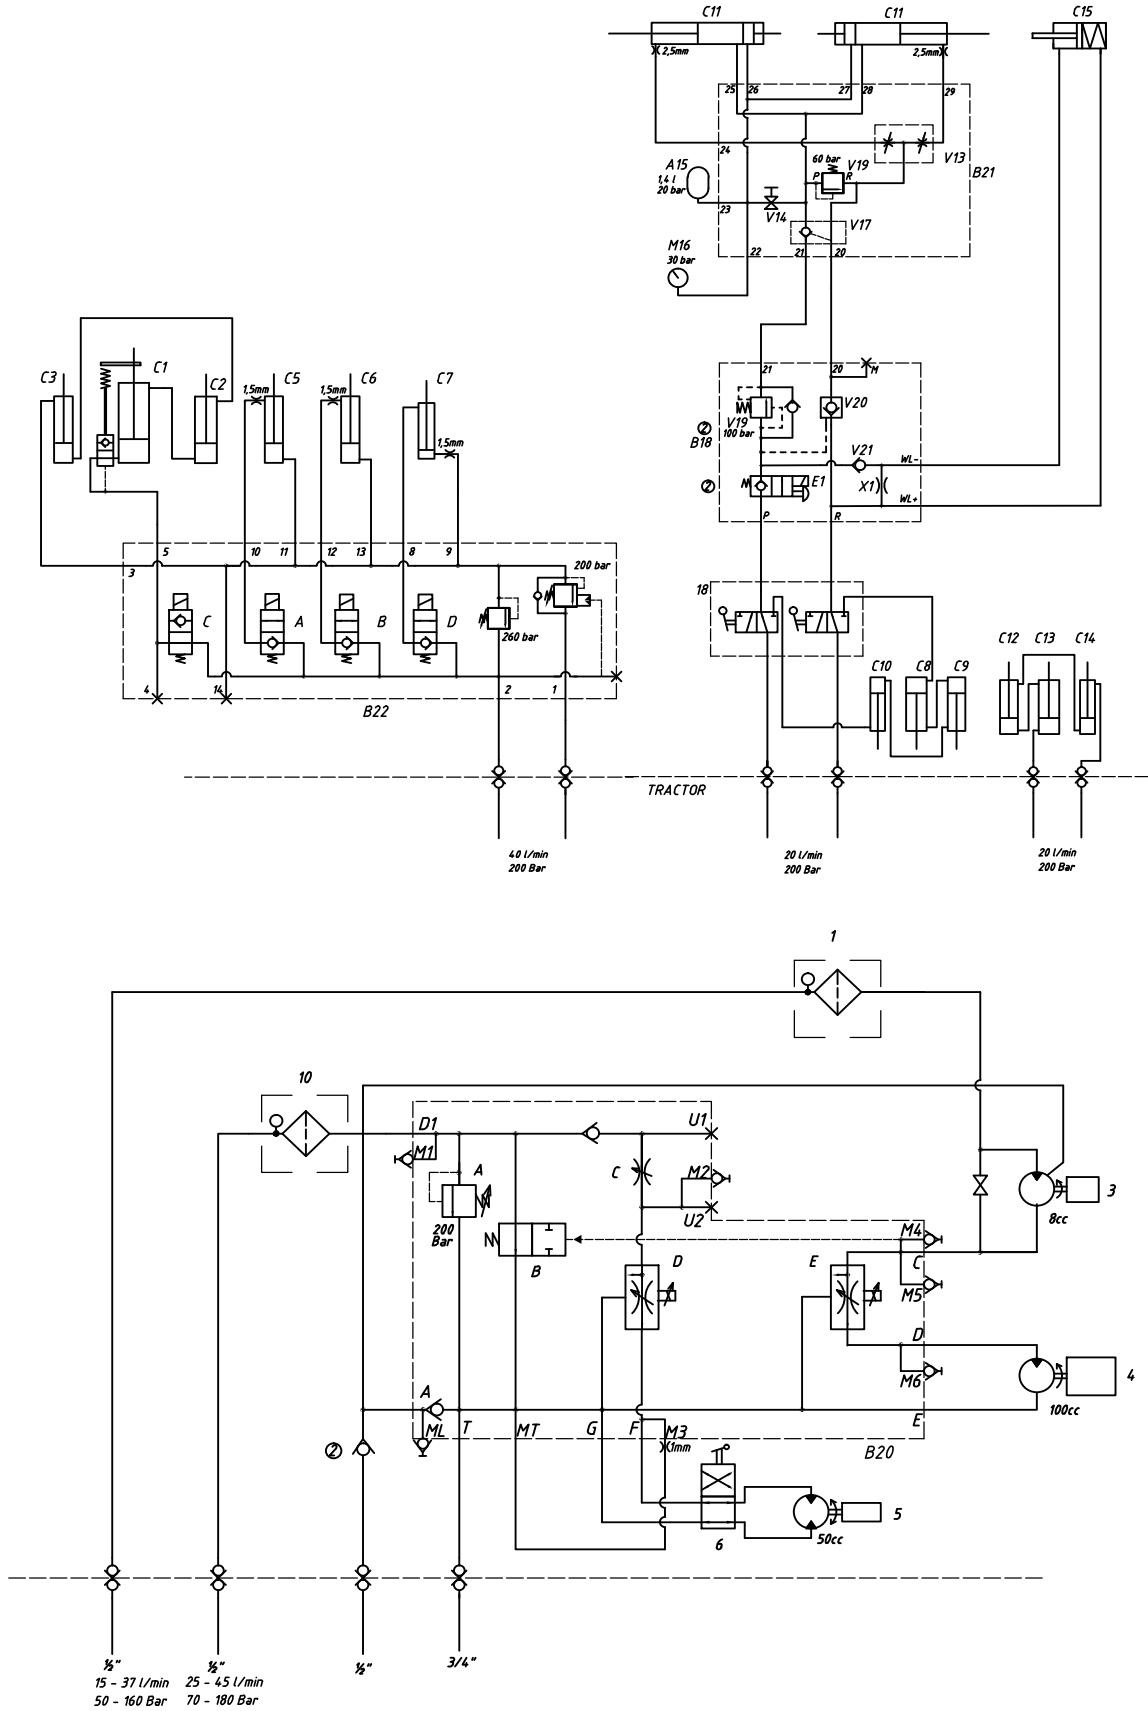 C11
C11
C15
2,5mm
2,5mm
25
26
27
28
29
24
A15
1,4 l
20 bar
60 bar
V19
P
R
V13
B21
23
V14
V17
M16
30 bar
22
21
20
C3
C1
C2
C5
C6
C7
1,5mm
1,5mm
1,5mm
21
20
M
V19
100 bar
V20
2
B18
V21
WL-
2
E1
X1
WL+
P
R
5
10
11
12
13
8
9
3
200 bar
C
A
B
D
260 bar
4
14
2
1
B22
18
C10
C8
C9
C12
C13
C14
TRACTOR
40 l/min
200 Bar
20 l/min
200 Bar
20 l/min
200 Bar
1
10
D1
U1
M1
A
C
M2
U2
200
Bar
B
D
E
M4
C
M5
8cc
3
D
M6
4
100cc
A
ML
T
MT
G
F
M3
1mm
E
B20
2
6
50cc
5
½"
½"
½"
3/4"
15 - 37 l/min
25 - 45 l/min
50 - 160 Bar
70 - 180 Bar